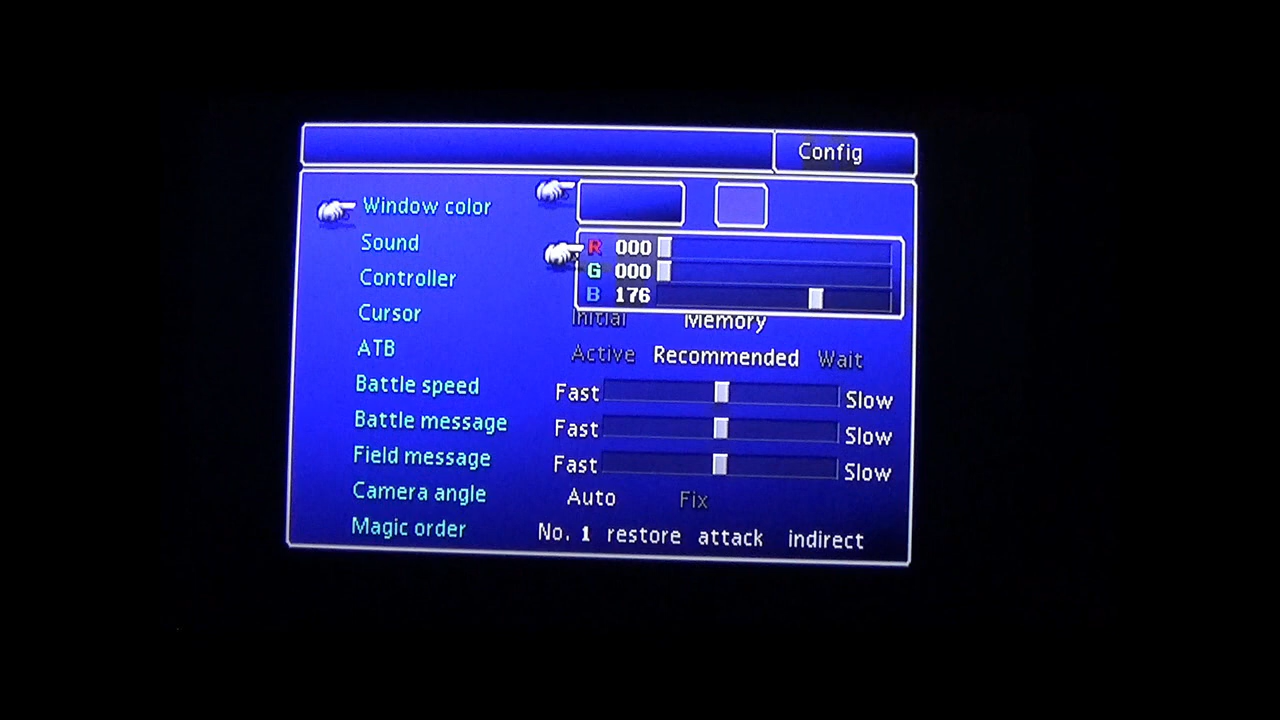 Config
Window color
R 000
G 000
B 176
Sound
Controller
Cursor Initial Memory
ATB Active Recommended Wait
Battle speed Fast Slow
Battle message Fast Slow
Field message Fast Slow
Camera angle Auto Fix
Magic order No. 1 restore attack indirect